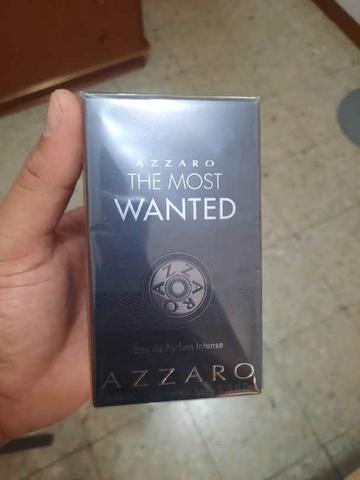 AZZARO
THE MOST
WANTED
AZZARO
Eau de Parfum Intense
AZZARO